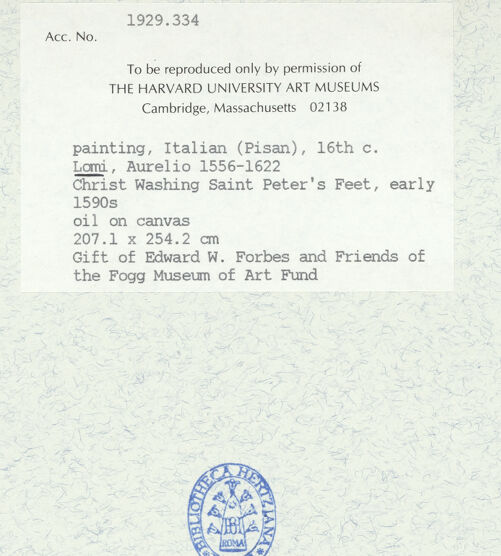 1929.334
Acc. No.
To be reproduced only by permission of
THE HARVARD UNIVERSITY ART MUSEUMS
Cambridge, Massachusetts 02138
painting, Italian (Pisan), 16th c.
Lomi, Aurelio 1556-1622
Christ Washing Saint Peter's Feet, early
1590s
oil on canvas
207.1 x 254.2 cm
Gift of Edward W. Forbes and Friends of
the Fogg Museum of Art Fund
BIBLIOTHECA HERTZIANA
BH
ROMA